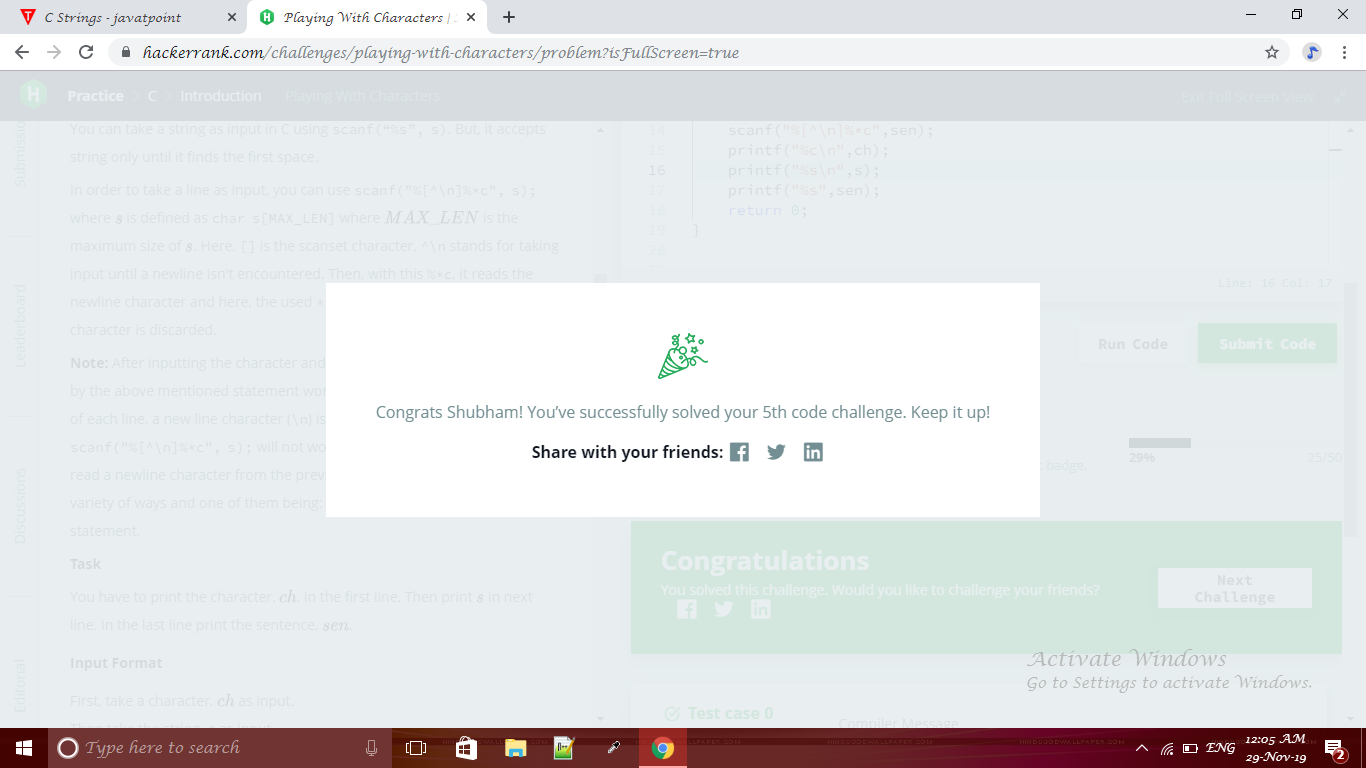 C Strings - javatpoint
Playing With Characters |
hackerrank.com/challenges/playing-with-characters/problem?isFullScreen=true
H
Practice > C > Introduction > Playing With Characters
Exit Full Screen View
Leaderboard
Discussions
Editorial
You can take a string as input in C using scanf("%s", s). But, it accepts
string only until it finds the first space.
In order to take a line as input, you can use scanf("%[^\n]%*c", s);
where s is defined as char s[MAX_LEN] where MAX_LEN is the
maximum size of s. Here, [] is the scanset character. ^\n stands for taking
input until a newline isn't encountered. Then, with this %*c, it reads the
newline character and here, the used *
character is discarded.
Note: After inputting the character and
by the above mentioned statement
of each line, a new line character (\n) is
scanf("%[^\n]%*c", s); will not
read a newline character from the
variety of ways and one of them being:
statement.
Task
You have to print the character, ch, in the first line. Then print s in next
line. In the last line print the sentence, sen.
Input Format
First, take a character, ch as input.
14 scanf("%[^\n]%*c",sen);
15 printf("%c\n",ch);
16 printf("%s\n",s);
17 printf("%s",sen);
18 return 0;
19 }
20
Line: 16 Col: 17
Run Code
Submit Code
Congrats Shubham! You've successfully solved your 5th code challenge. Keep it up!
Share with your friends:
badge.
29%
25/50
Congratulations
You solved this challenge. Would you like to challenge your friends?
Next
Challenge
Test case 0
Compiler Message
Activate Windows
Go to Settings to activate Windows.
Type here to search
ENG
12:05 AM
29-Nov-19
2